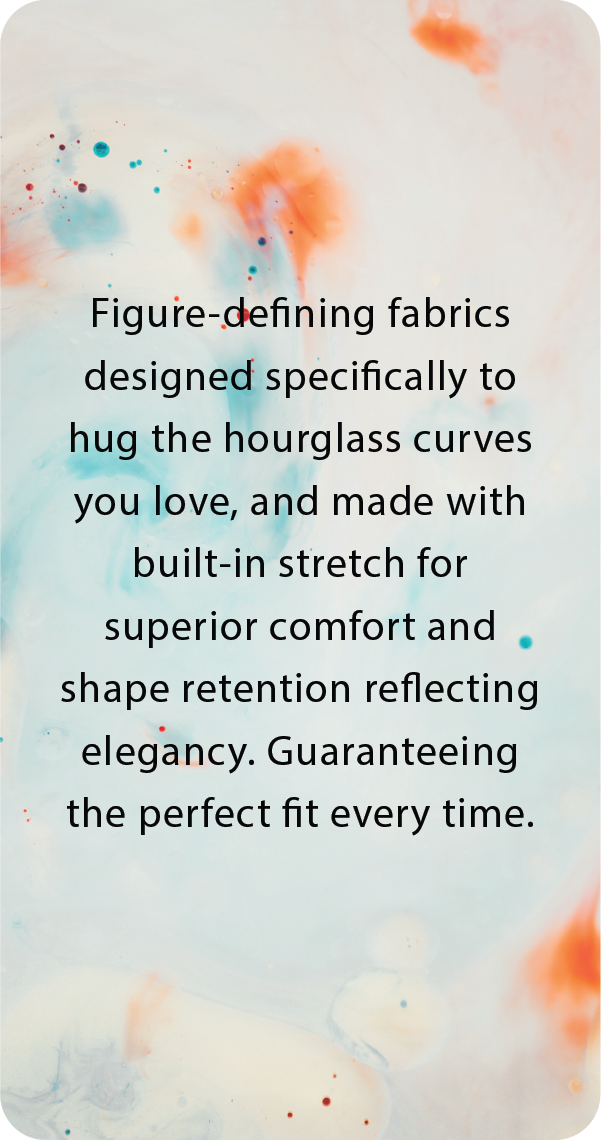 Figure-defining fabrics
designed specifically to
hug the hourglass curves
you love, and made with
built-in stretch for
superior comfort and
shape retention reflecting
elegancy. Guaranteeing
the perfect fit every time.